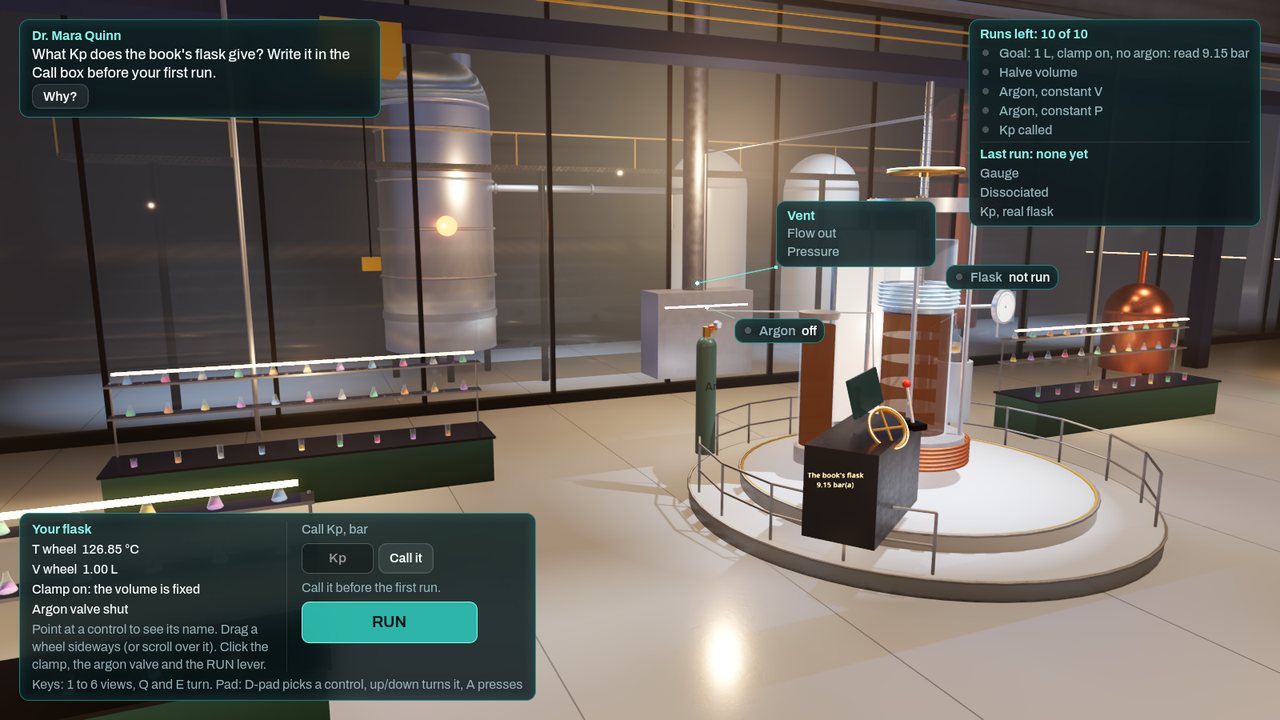 Dr. Mara Quinn
What Kp does the book's flask give? Write it in the
Call box before your first run.
Why?
Runs left: 10 of 10
Goal: 1 L, clamp on, no argon: read 9.15 bar
Halve volume
Argon, constant V
Argon, constant P
Kp called
Last run: none yet
Gauge
Dissociated
Kp, real flask
Vent
Flow out
Pressure
Flask not run
Argon off
Ar
The book's flask
9.15 bar(a)
Your flask
T wheel 126.85 °C
V wheel 1.00 L
Clamp on: the volume is fixed
Argon valve shut
Point at a control to see its name. Drag a
wheel sideways (or scroll over it). Click the
clamp, the argon valve and the RUN lever.
Keys: 1 to 6 views, Q and E turn. Pad: D-pad picks a control, up/down turns it, A presses
Call Kp, bar
Kp
Call it
Call it before the first run.
RUN